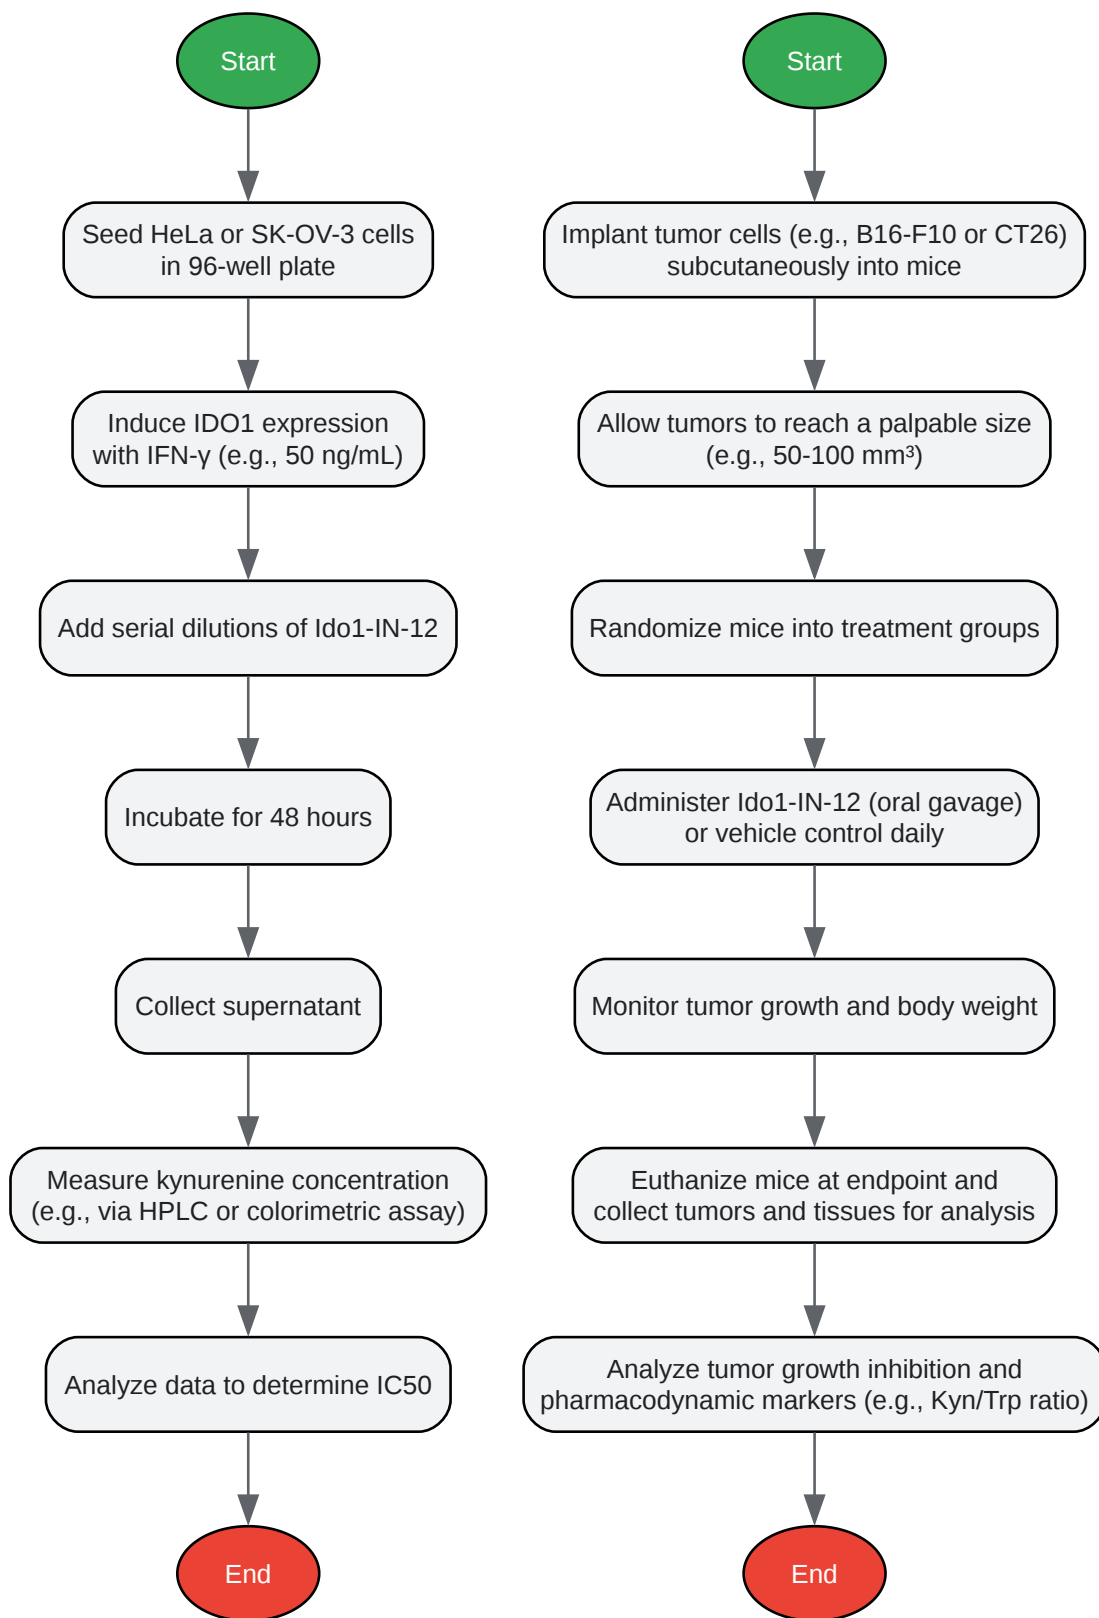 Start
Seed HeLa or SK-OV-3 cells
in 96-well plate
Induce IDO1 expression
with IFN-γ (e.g., 50 ng/mL)
Add serial dilutions of Ido1-IN-12
Incubate for 48 hours
Collect supernatant
Measure kynurenine concentration
(e.g., via HPLC or colorimetric assay)
Analyze data to determine IC50
End
Start
Implant tumor cells (e.g., B16-F10 or CT26)
subcutaneously into mice
Allow tumors to reach a palpable size
(e.g., 50-100 mm³)
Randomize mice into treatment groups
Administer Ido1-IN-12 (oral gavage)
or vehicle control daily
Monitor tumor growth and body weight
Euthanize mice at endpoint and
collect tumors and tissues for analysis
Analyze tumor growth inhibition and
pharmacodynamic markers (e.g., Kyn/Trp ratio)
End